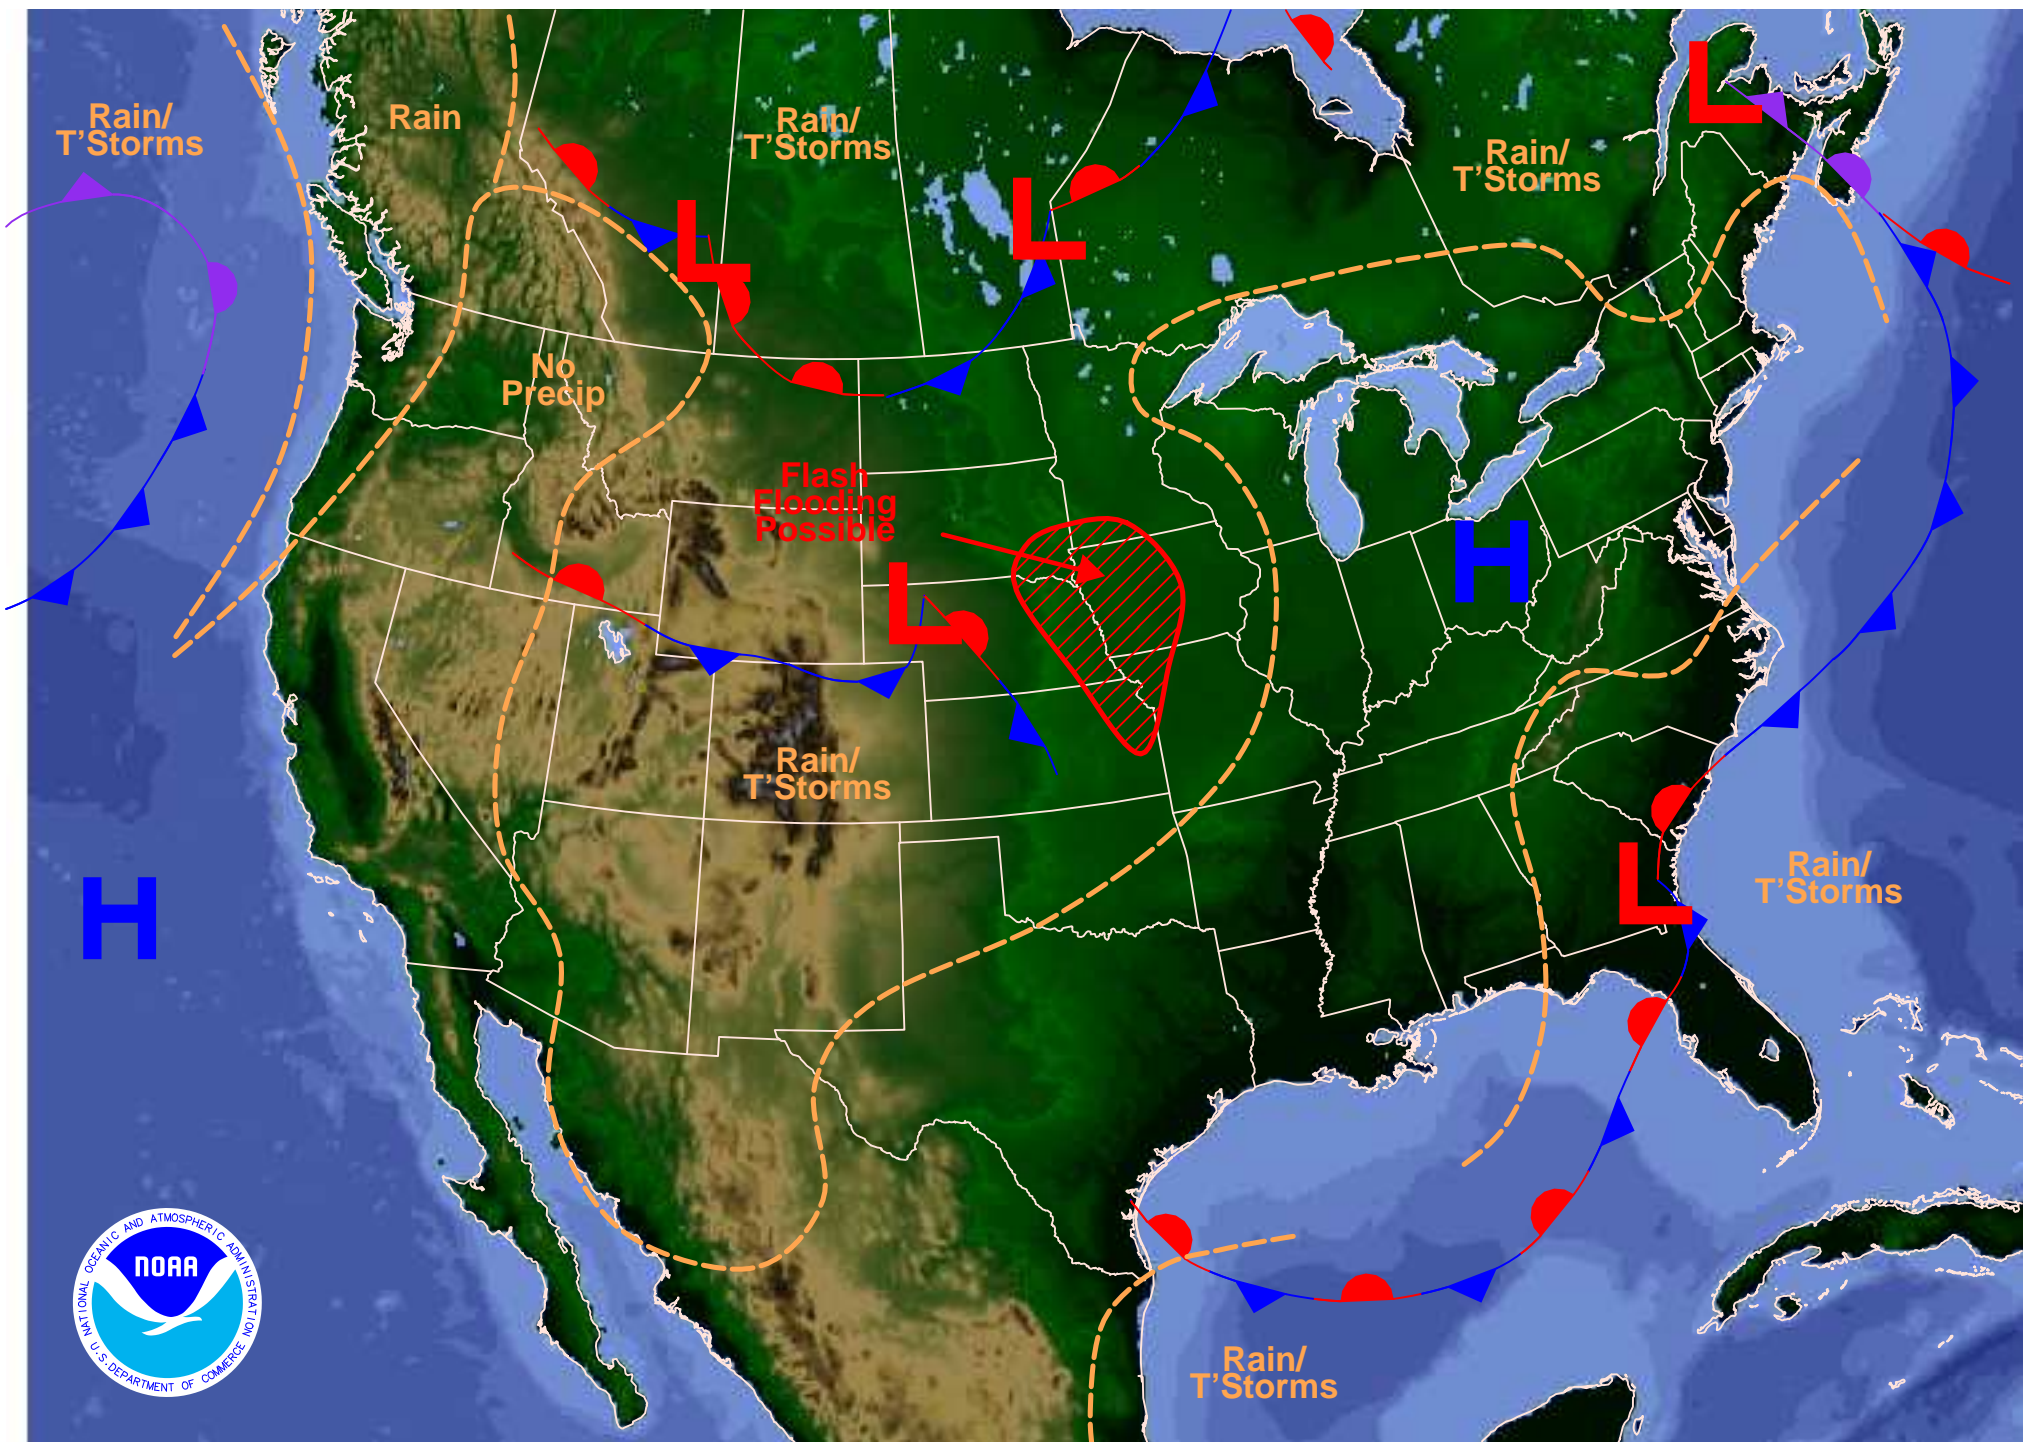 Rain/
T'Storms
Rain
Rain/
T'Storms
Rain/
T'Storms
L
L
L
No
Precip
Flash
Flooding
Possible
L
H
Rain/
T'Storms
L
Rain/
T'Storms
H
Rain/
T'Storms
NATIONAL OCEANIC AND ATMOSPHERIC ADMINISTRATION
NOAA
U.S. DEPARTMENT OF COMMERCE